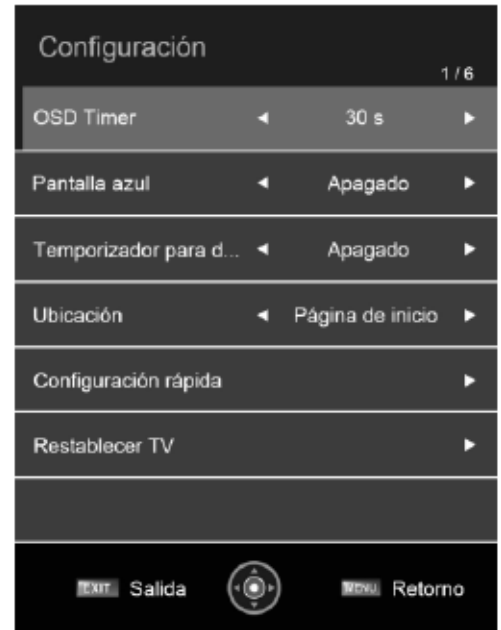 Configuración
1 / 6
OSD Timer ◄ 30 s ►
Pantalla azul ◄ Apagado ►
Temporizador para d... ◄ Apagado ►
Ubicación ◄ Página de inicio ►
Configuración rápida ►
Restablecer TV ►
EXIT Salida MENU Retorno